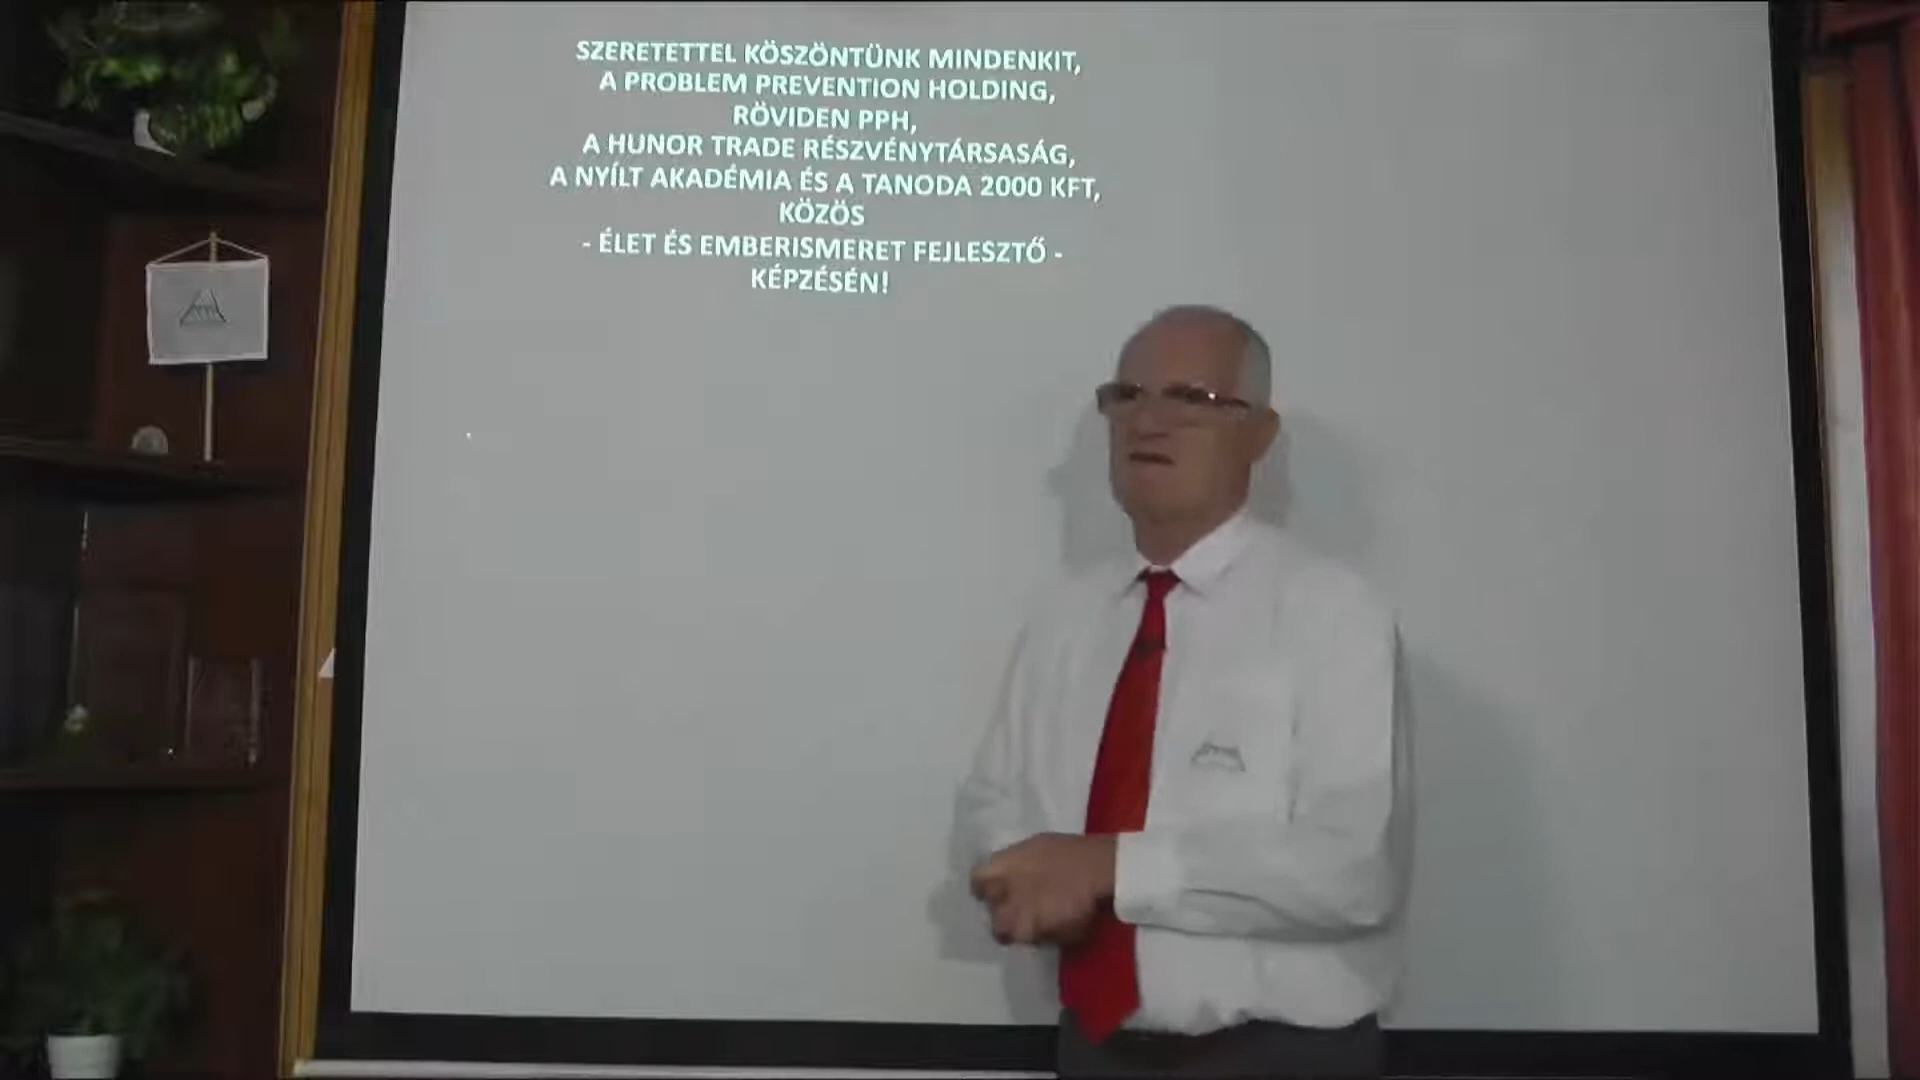 SZERETETTEL KÖSZÖNTÜNK MINDENKIT,
A PROBLEM PREVENTION HOLDING,
RÖVIDEN PPH,
A HUNOR TRADE RÉSZVÉNYTÁRSASÁG,
A NYÍLT AKADÉMIA ÉS A TANODA 2000 KFT,
KÖZÖS
- ÉLET ÉS EMBERISMERET FEJLESZTŐ -
KÉPZÉSÉN!